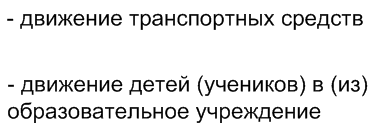 - движение транспортных средств
- движение детей (учеников) в (из)
образовательное учреждение